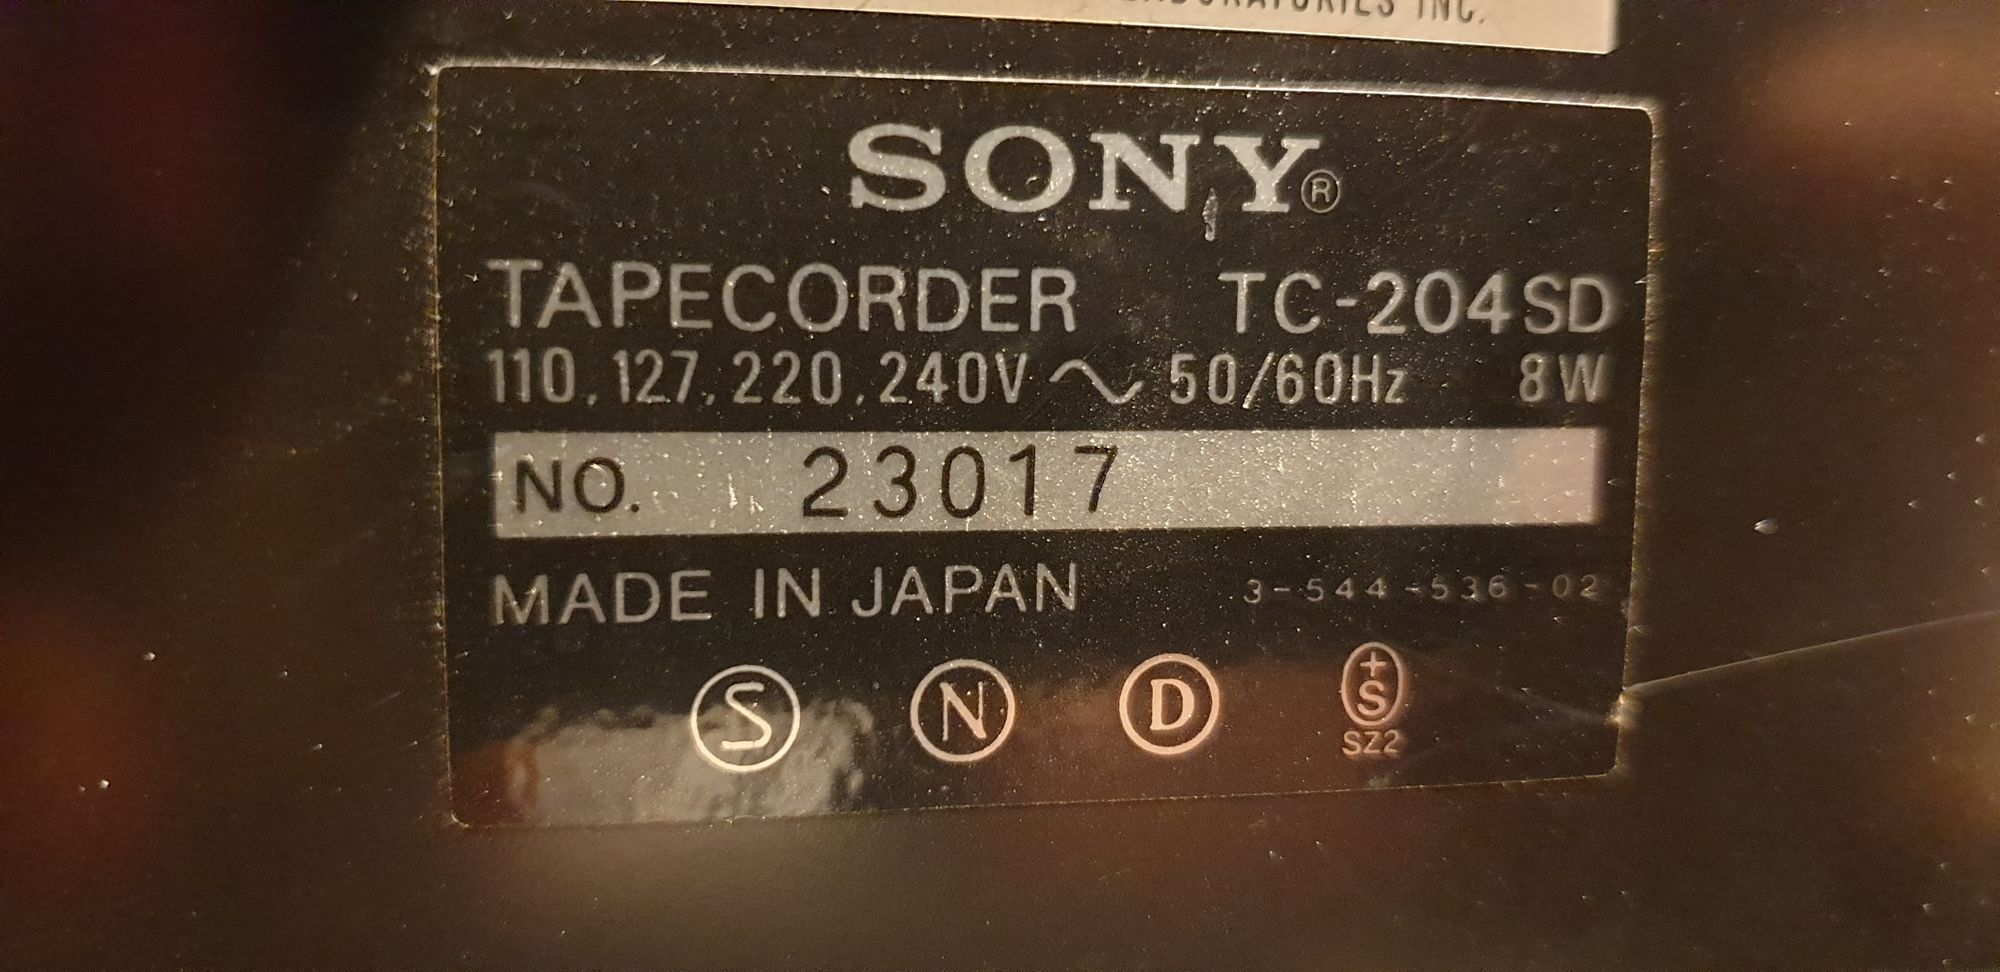 INC.
SONY®
TAPECORDER TC-204SD
110, 127, 220, 240V ~ 50/60Hz 8W
NO. 23017
MADE IN JAPAN 3-544-536-02
S N D +S
SZ2